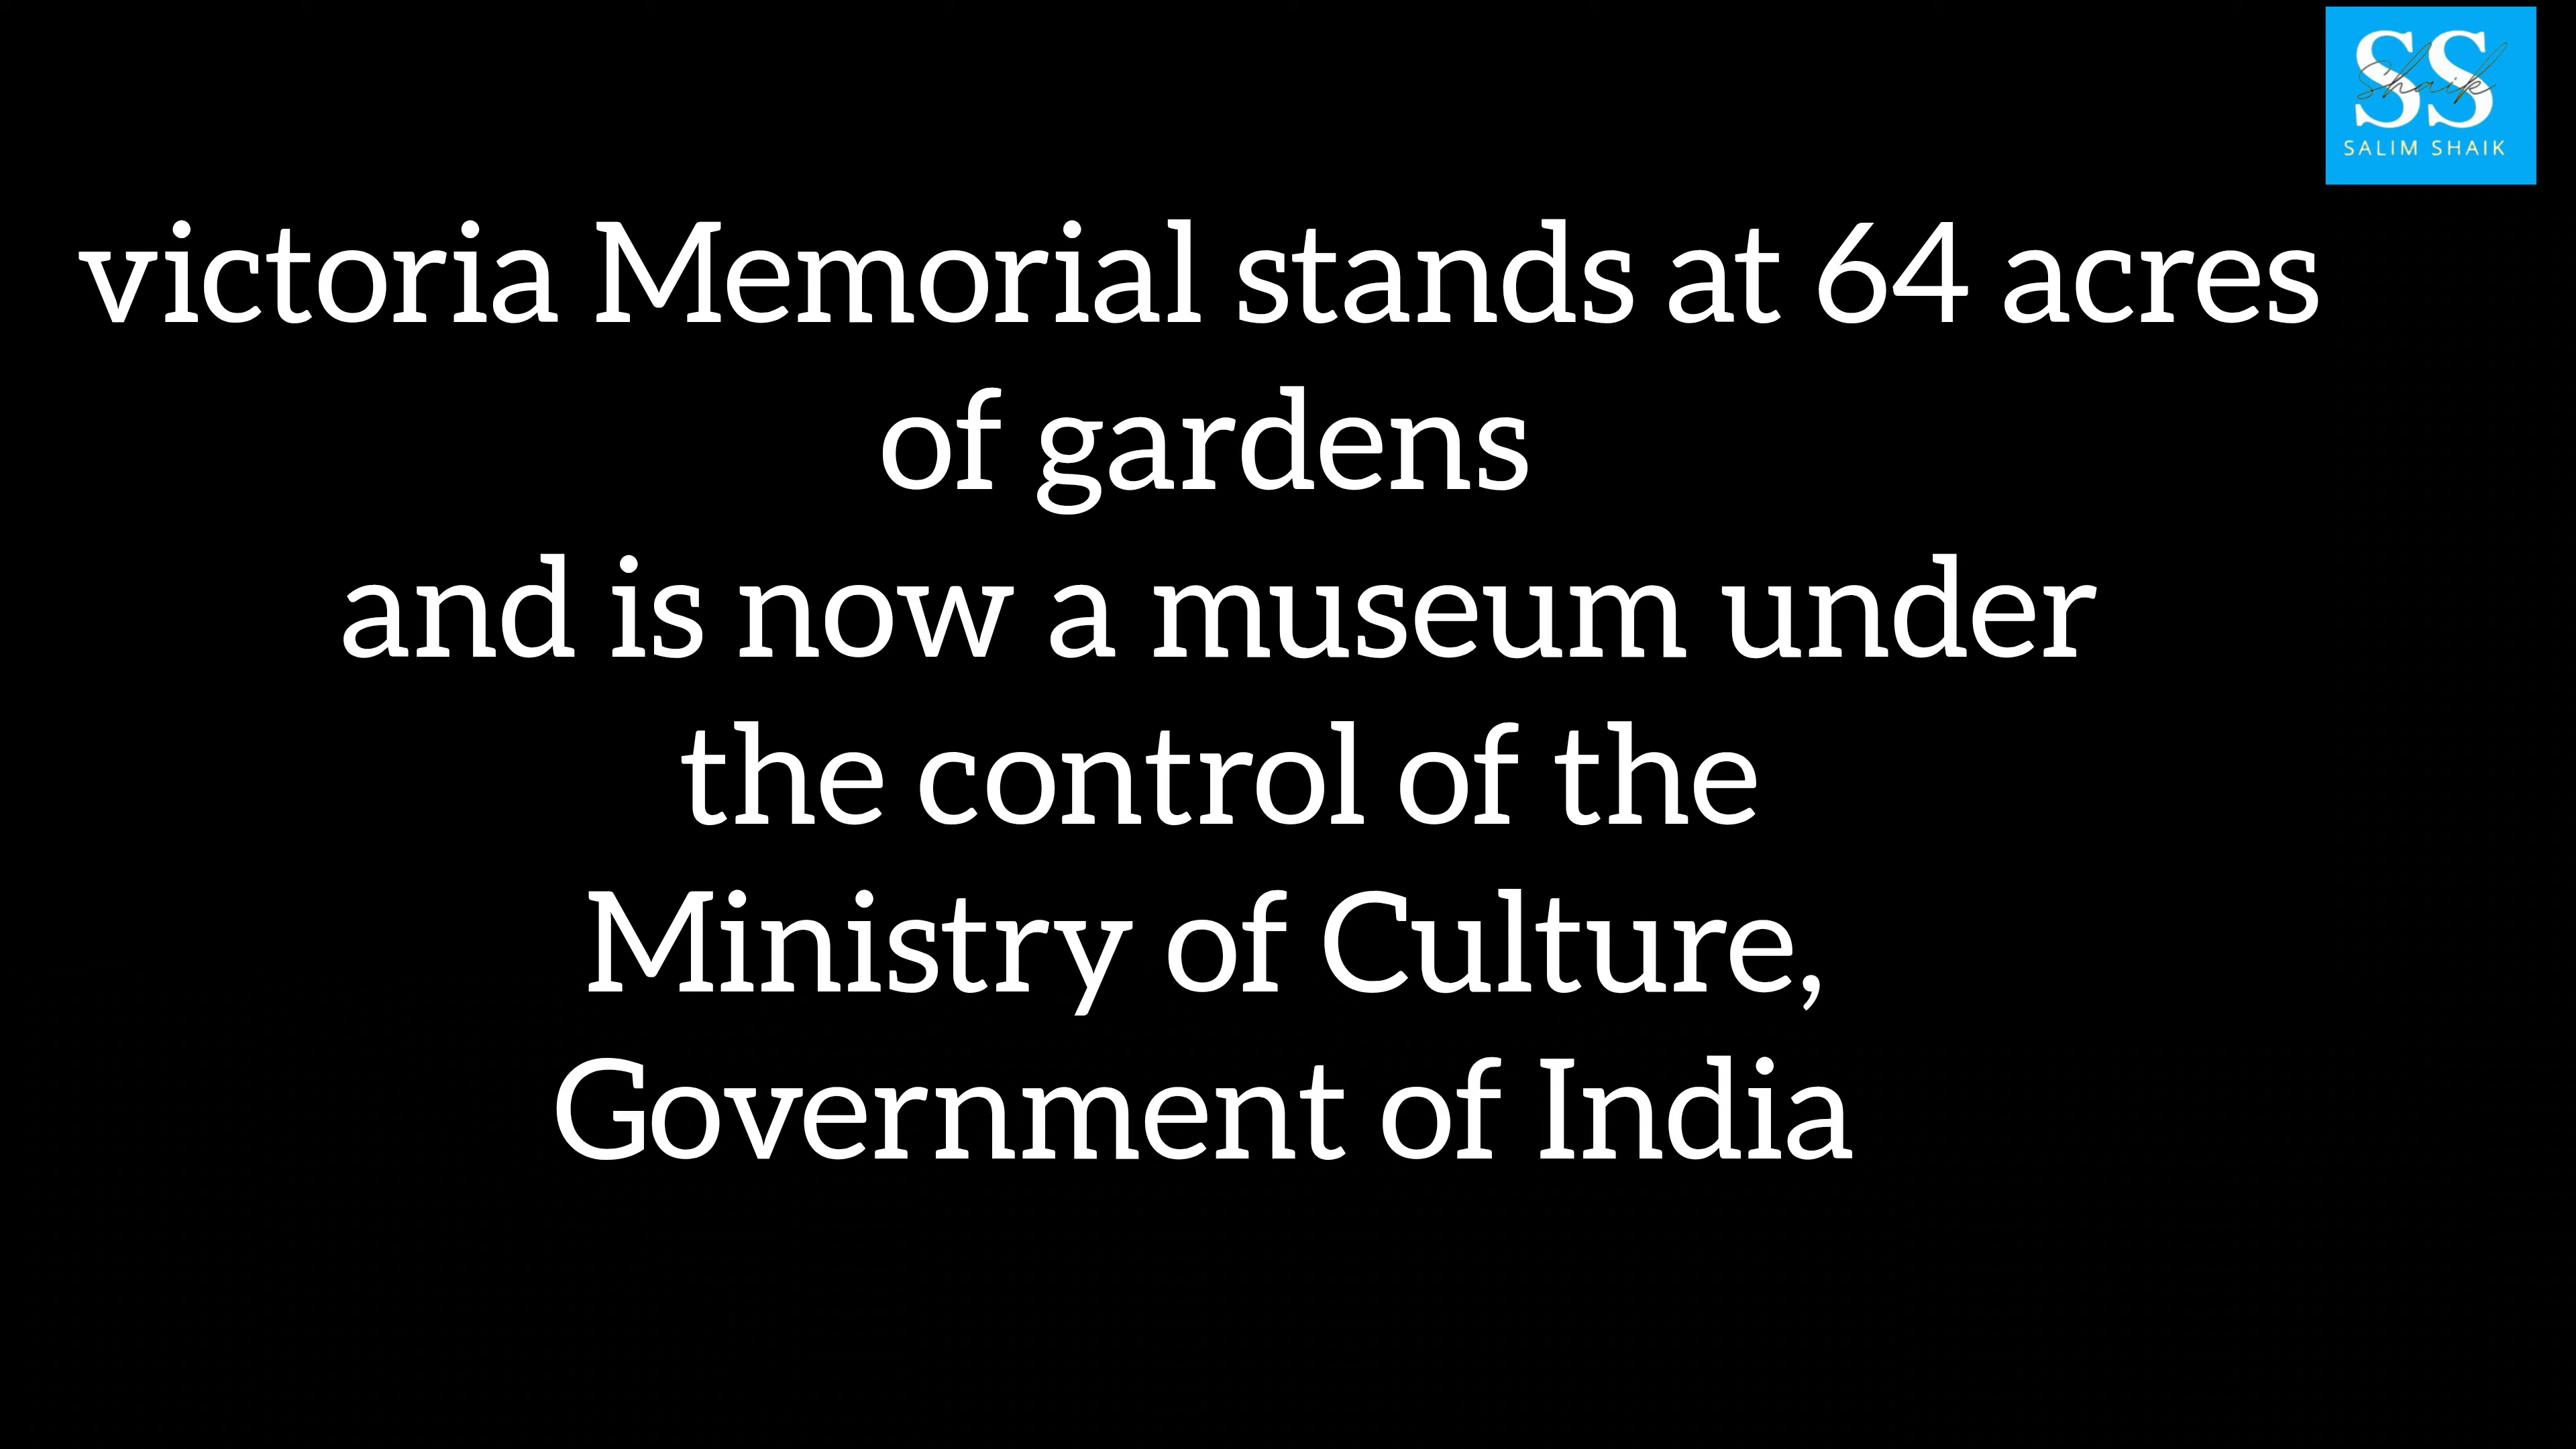 SS
Shaik
SALIM SHAIK
victoria Memorial stands at 64 acres
of gardens
and is now a museum under
the control of the
Ministry of Culture,
Government of India